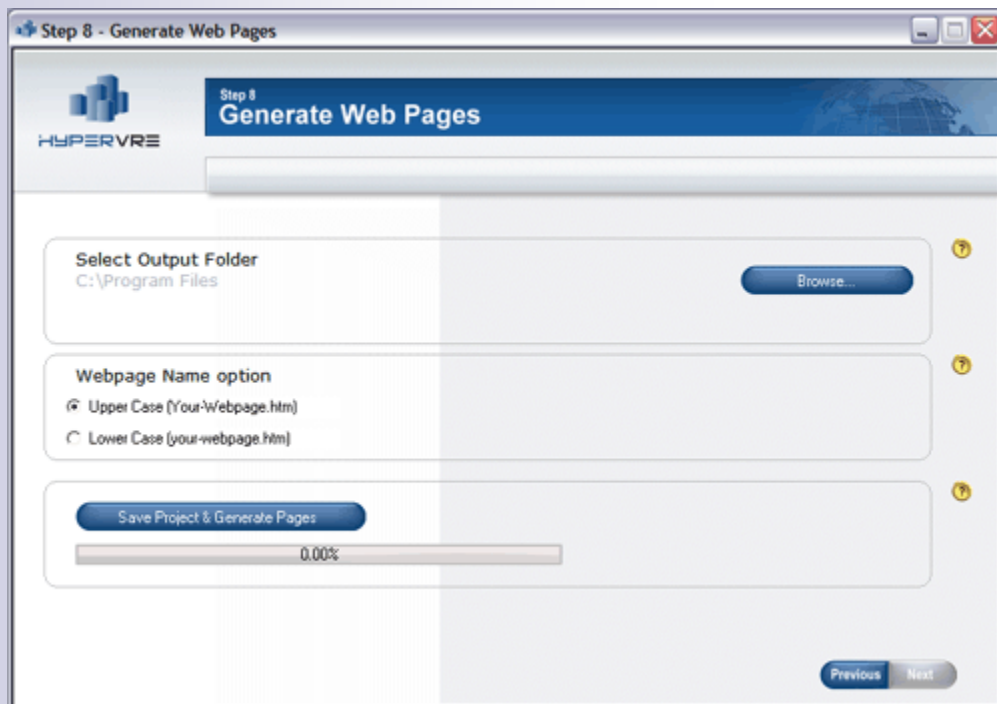 Step 8 - Generate Web Pages
Step 8
Generate Web Pages
HYPERVRE
Select Output Folder
C:\Program Files
Browse...
Webpage Name option
Upper Case (Your-Webpage.htm)
Lower Case (your-webpage.htm)
Save Project & Generate Pages
0.00%
Previous
Next